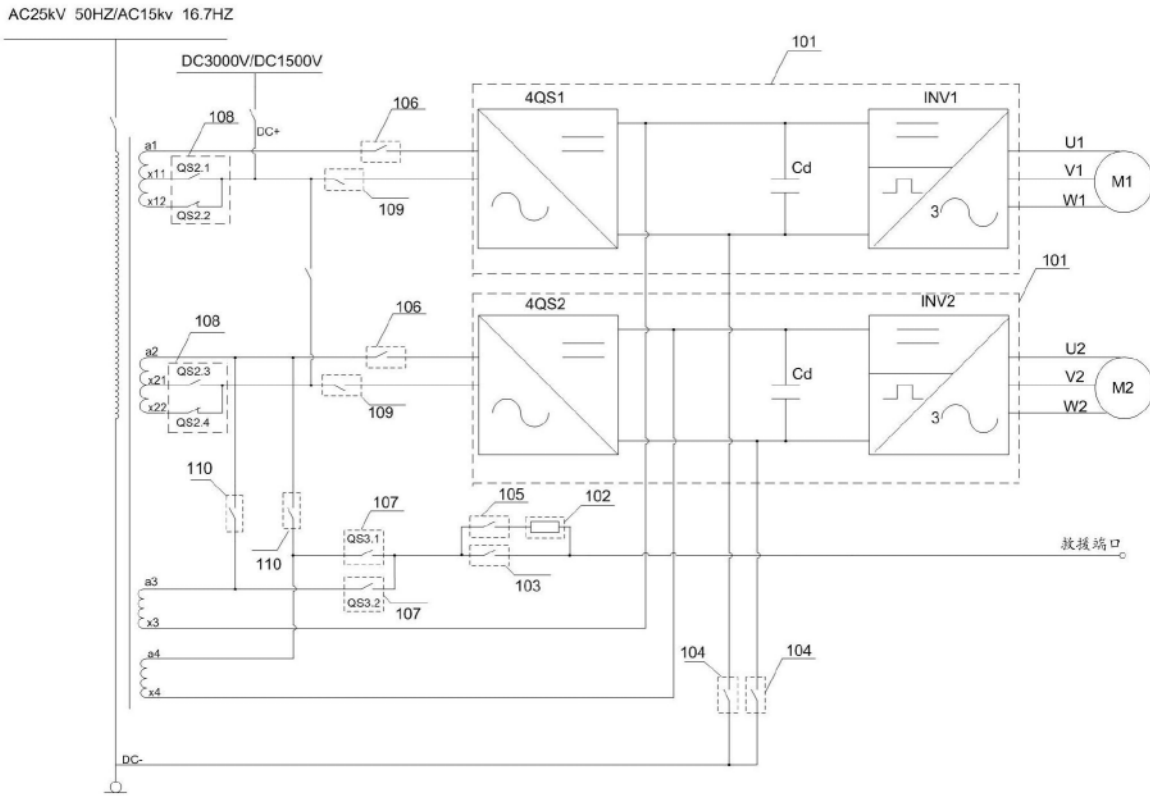 AC25kV 50HZ/AC15kv 16.7HZ
DC3000V/DC1500V
101
4QS1
INV1
108
106
DC+
a1
x11
QS2.1
x12
QS2.2
109
Cd
3
U1
V1
W1
M1
101
4QS2
INV2
108
106
a2
x21
QS2.3
x22
QS2.4
109
Cd
3
U2
V2
W2
M2
110
110
107
QS3.1
QS3.2
107
105
102
103
救援端口
a3
x3
a4
x4
104
104
DC-